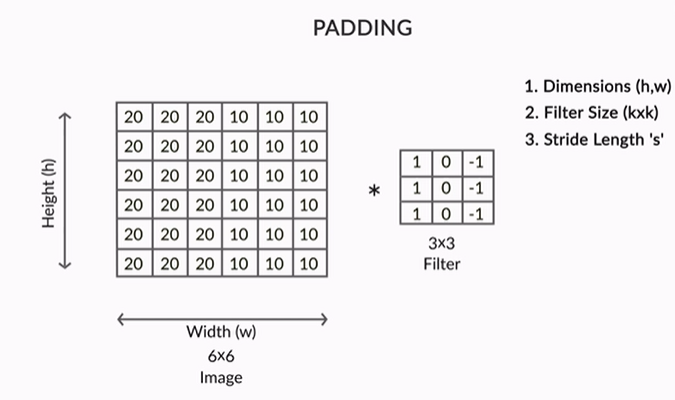 PADDING
1. Dimensions (h,w)
2. Filter Size (kxk)
3. Stride Length 's'
Height (h)
20 20 20 10 10 10
20 20 20 10 10 10
20 20 20 10 10 10
20 20 20 10 10 10
20 20 20 10 10 10
20 20 20 10 10 10
*
1 0 -1
1 0 -1
1 0 -1
3x3
Filter
Width (w)
6x6
Image